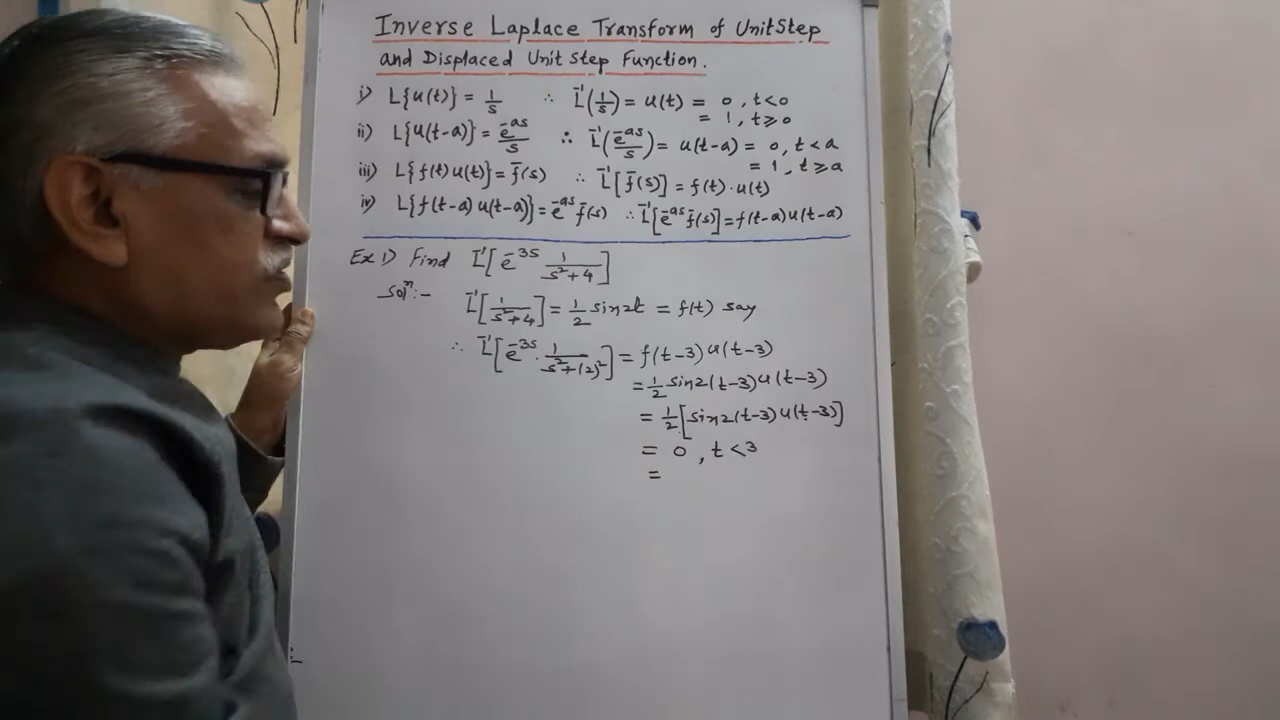 Inverse Laplace Transform of Unit Step
and Displaced Unit Step Function.
i) L{u(t)} = 1/s ∴ L⁻¹(1/s) = u(t) = 0, t<0
= 1, t≥0
ii) L{u(t-a)} = e⁻ᵃˢ/s ∴ L⁻¹(e⁻ᵃˢ/s) = u(t-a) = 0, t<a
= 1, t≥a
iii) L{f(t)u(t)} = f̄(s) ∴ L⁻¹[f̄(s)] = f(t)·u(t)
iv) L{f(t-a)u(t-a)} = e⁻ᵃˢ f̄(s) ∴ L⁻¹[e⁻ᵃˢ f̄(s)] = f(t-a)u(t-a)
Ex 1) Find L⁻¹[e⁻³ˢ 1/(s²+4)]
Solⁿ:- L⁻¹[1/(s²+4)] = 1/2 sin2t = f(t) say
∴ L⁻¹[e⁻³ˢ · 1/(s²+(2)²)] = f(t-3)u(t-3)
= 1/2 sin2(t-3)u(t-3)
= 1/2[sin2(t-3)u(t-3)]
= 0, t<3
=